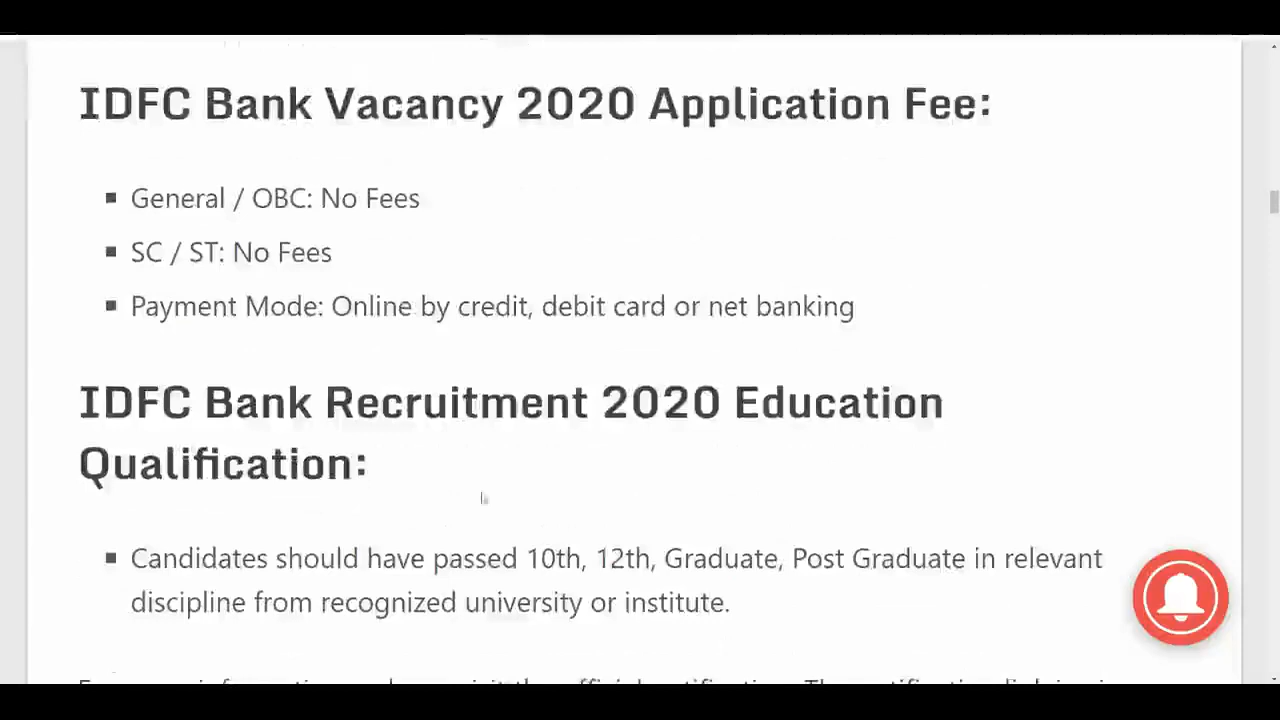 IDFC Bank Vacancy 2020 Application Fee:
General / OBC: No Fees
SC / ST: No Fees
Payment Mode: Online by credit, debit card or net banking
IDFC Bank Recruitment 2020 Education
Qualification:
Candidates should have passed 10th, 12th, Graduate, Post Graduate in relevant
discipline from recognized university or institute.